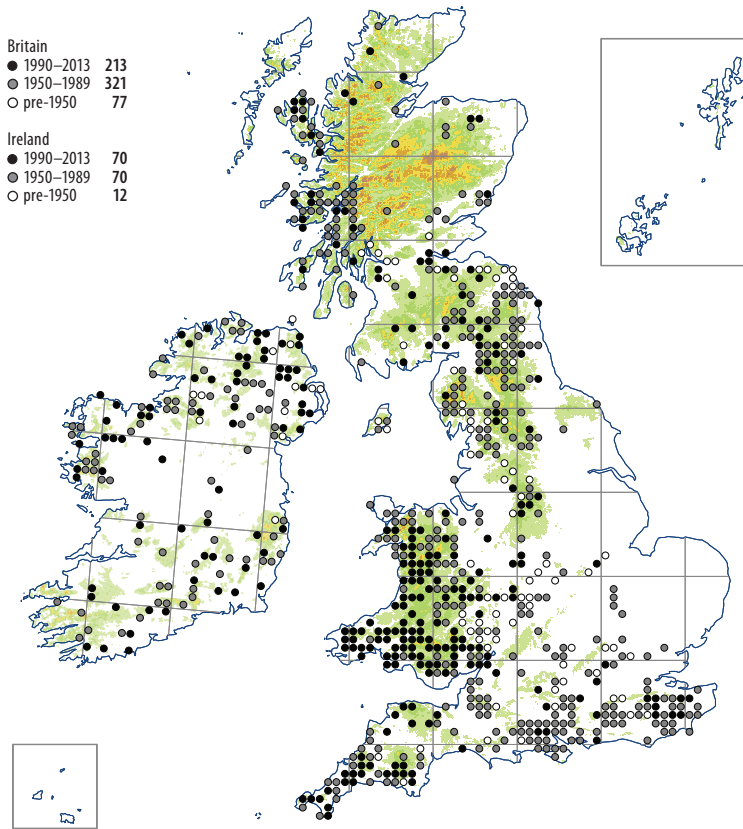 Britain
● 1990–2013 213
● 1950–1989 321
○ pre-1950 77
Ireland
● 1990–2013 70
● 1950–1989 70
○ pre-1950 12